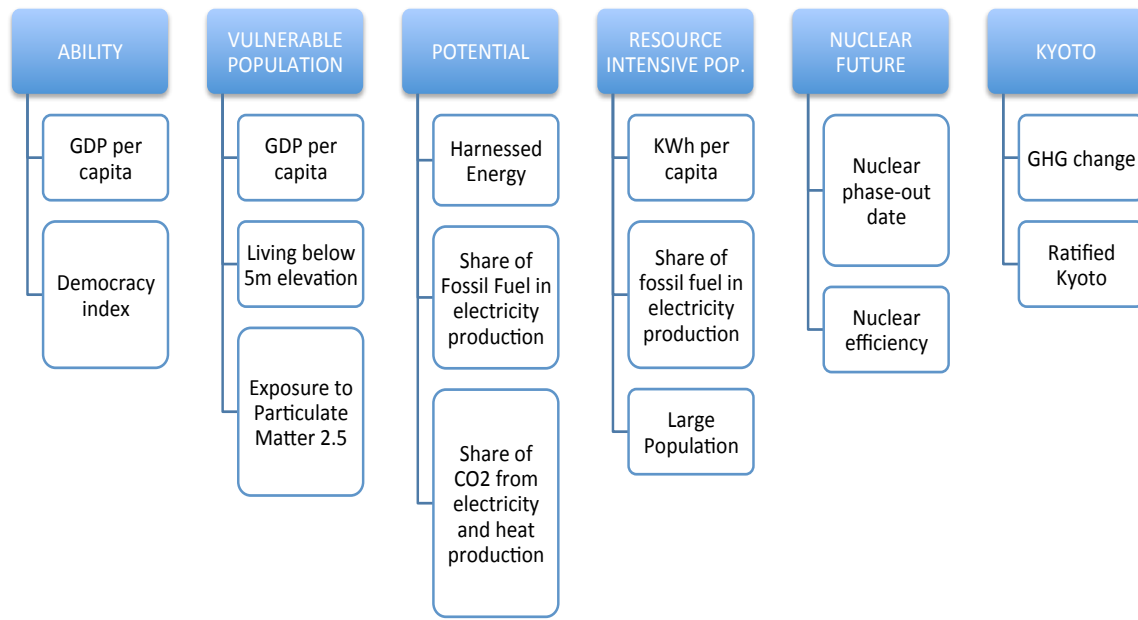 ABILITY
GDP per
capita
Democracy
index
VULNERABLE
POPULATION
GDP per
capita
Living below
5m elevation
Exposure to
Particulate
Matter 2.5
POTENTIAL
Harnessed
Energy
Share of
Fossil Fuel in
electricity
production
Share of
CO2 from
electricity
and heat
production
RESOURCE
INTENSIVE POP.
KWh per
capita
Share of
fossil fuel in
electricity
production
Large
Population
NUCLEAR
FUTURE
Nuclear
phase-out
date
Nuclear
efficiency
KYOTO
GHG change
Ratified
Kyoto